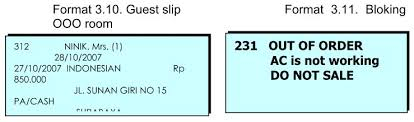 Format 3.10. Guest slip
OOO room
312 NINIK, Mrs. (1)
28/10/2007
27/10/2007 INDONESIAN Rp
850,000
JL. SUNAN GIRI NO 15
PA/CASH
Format 3.11. Bloking
231 OUT OF ORDER
AC is not working
DO NOT SALE